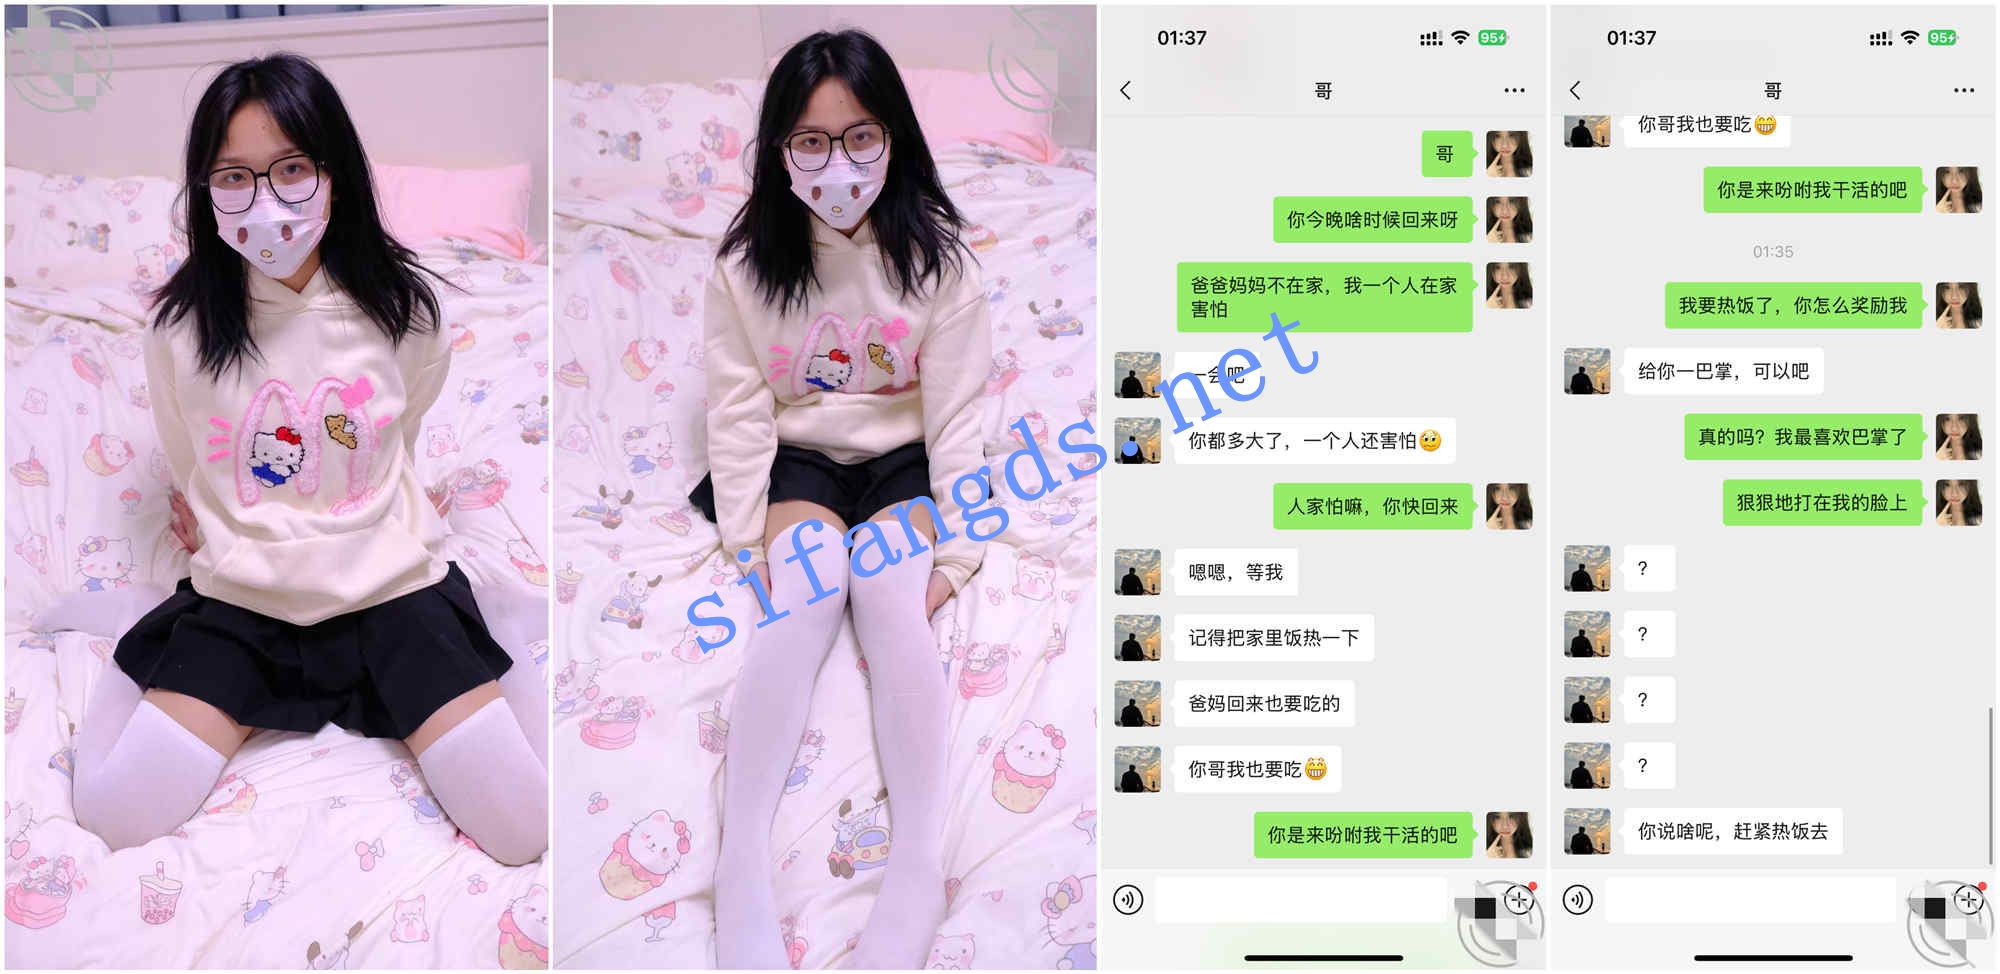 01:37
95
哥
哥
你今晚啥时候回来呀
爸爸妈妈不在家，我一个人在家
害怕
一会吧
你都多大了，一个人还害怕
人家怕嘛，你快回来
嗯嗯，等我
记得把家里饭热一下
爸妈回来也要吃的
你哥我也要吃
你是来吩咐我干活的吧
01:37
95
哥
你哥我也要吃
你是来吩咐我干活的吧
01:35
我要热饭了，你怎么奖励我
给你一巴掌，可以吧
真的吗？我最喜欢巴掌了
狠狠地打在我的脸上
?
?
?
?
你说啥呢，赶紧热饭去
sifangds.net